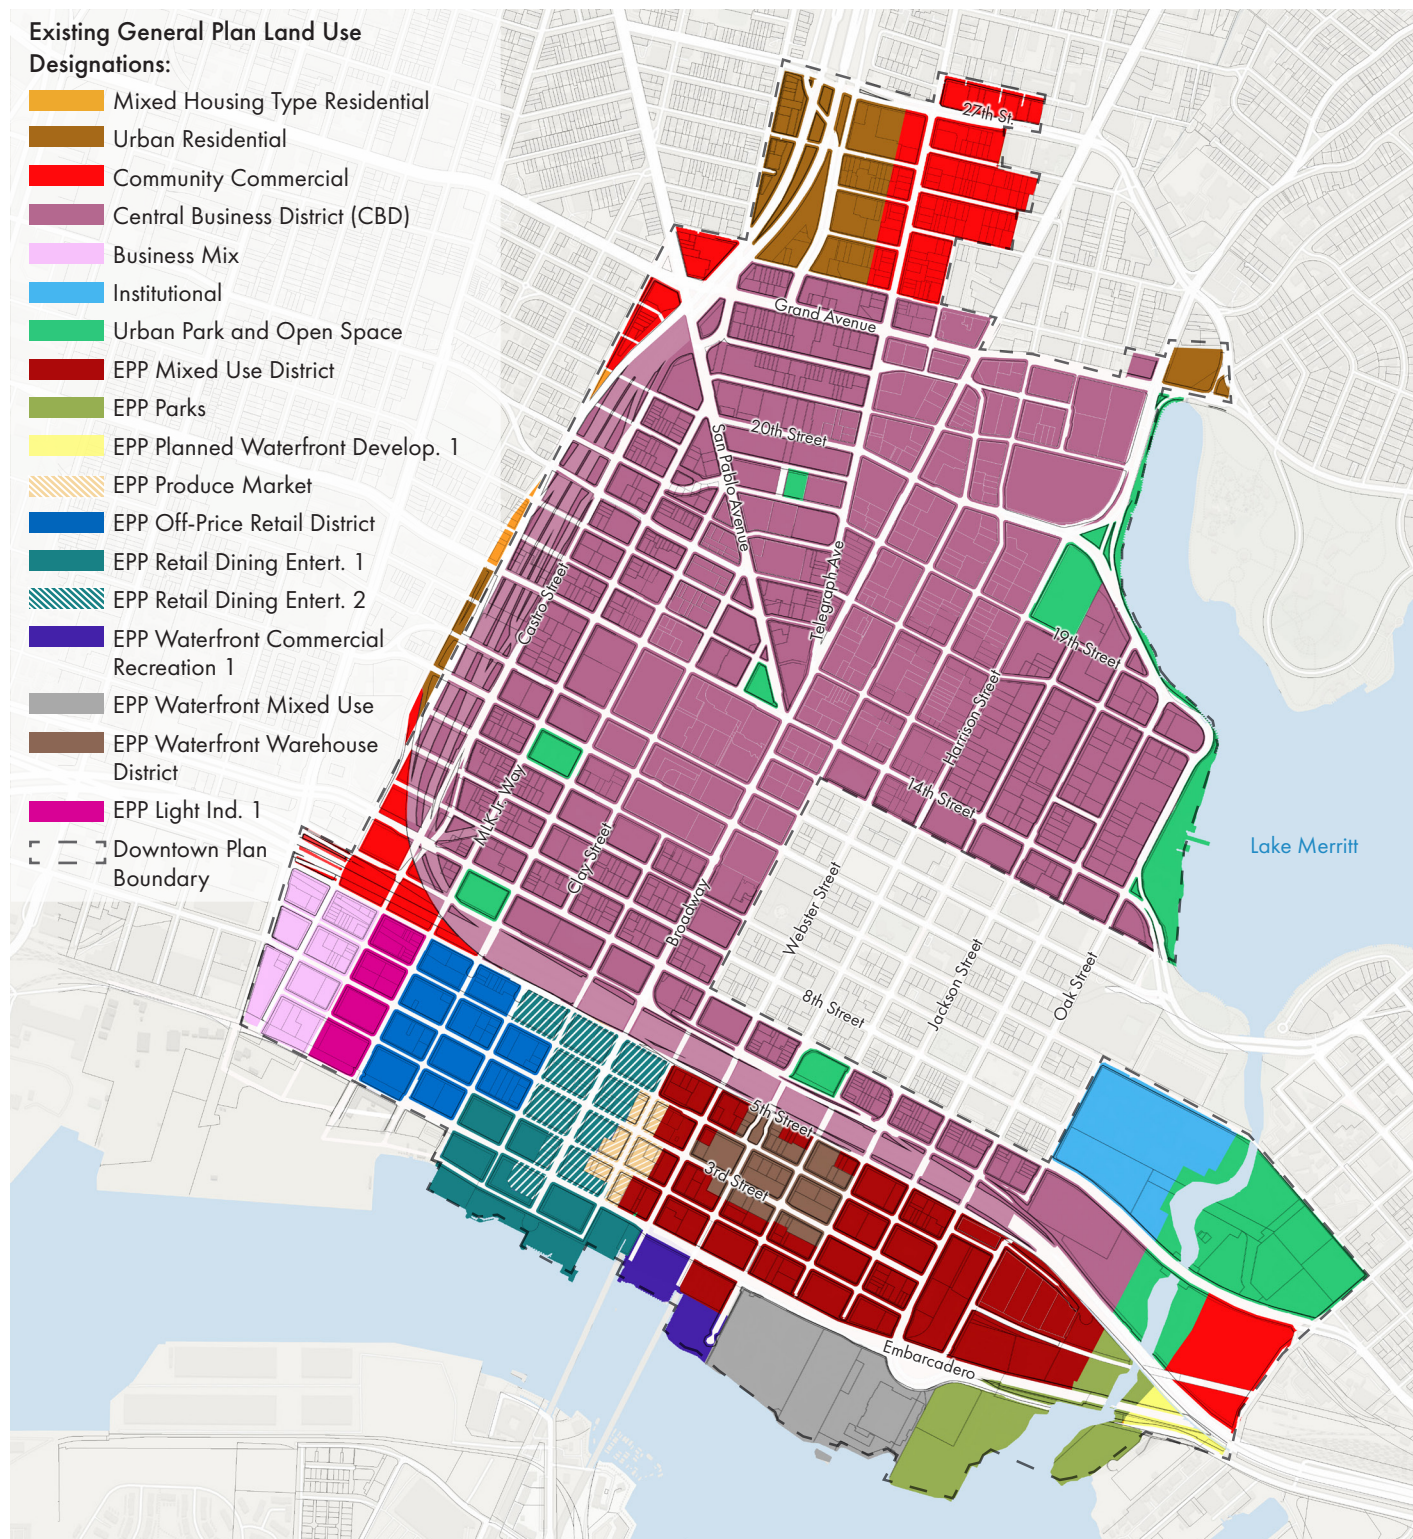 Existing General Plan Land Use
Designations:
Mixed Housing Type Residential
Urban Residential
Community Commercial
Central Business District (CBD)
Business Mix
Institutional
Urban Park and Open Space
EPP Mixed Use District
EPP Parks
EPP Planned Waterfront Develop. 1
EPP Produce Market
EPP Off-Price Retail District
EPP Retail Dining Entert. 1
EPP Retail Dining Entert. 2
EPP Waterfront Commercial
Recreation 1
EPP Waterfront Mixed Use
EPP Waterfront Warehouse
District
EPP Light Ind. 1
Downtown Plan
Boundary
27th St.
Grand Avenue
20th Street
San Pablo Avenue
Telegraph Ave
Castro Street
19th Street
Harrison Street
14th Street
MLK Jr. Way
Clay Street
Broadway
Webster Street
Lake Merritt
Jackson Street
Oak Street
8th Street
5th Street
3rd Street
Embarcadero